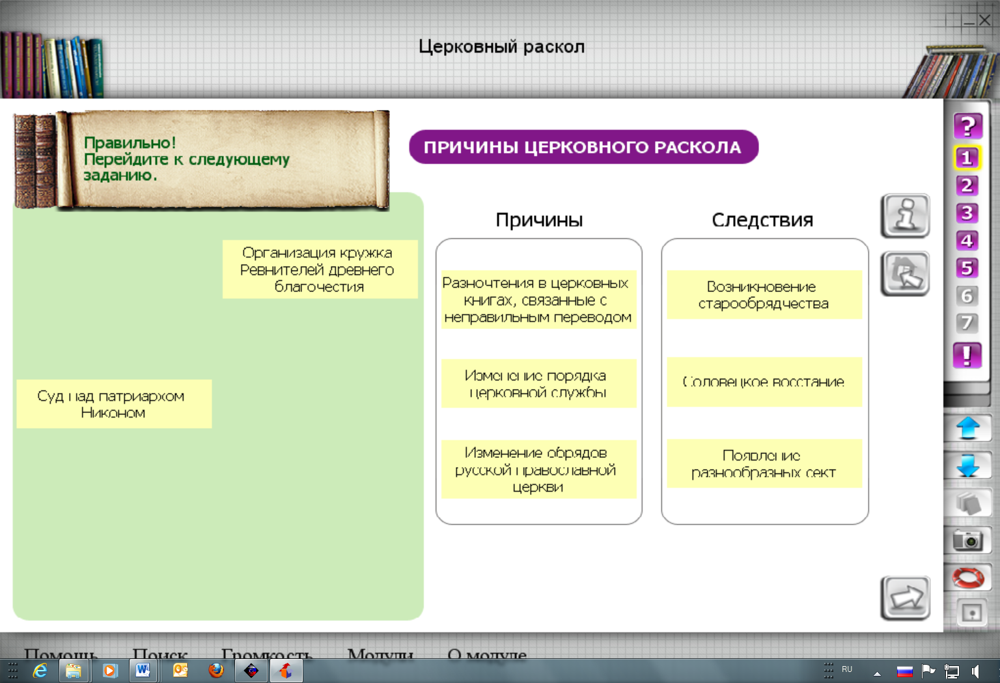 Церковный раскол
Правильно!
Перейдите к следующему
заданию.
ПРИЧИНЫ ЦЕРКОВНОГО РАСКОЛА
Причины
Следствия
Организация кружка
Ревнителей древнего
благочестия
Суд над патриархом
Никоном
Разночтения в церковных
книгах, связанные с
неправильным переводом
Изменение порядка
церковной службы
Изменение обрядов
русской православной
церкви
Возникновение
старообрядчества
Соловецкое восстание
Появление
разнообразных сект
?
1
2
3
4
5
6
7
!
Помощь Поиск Громкость Модули О модуле
RU